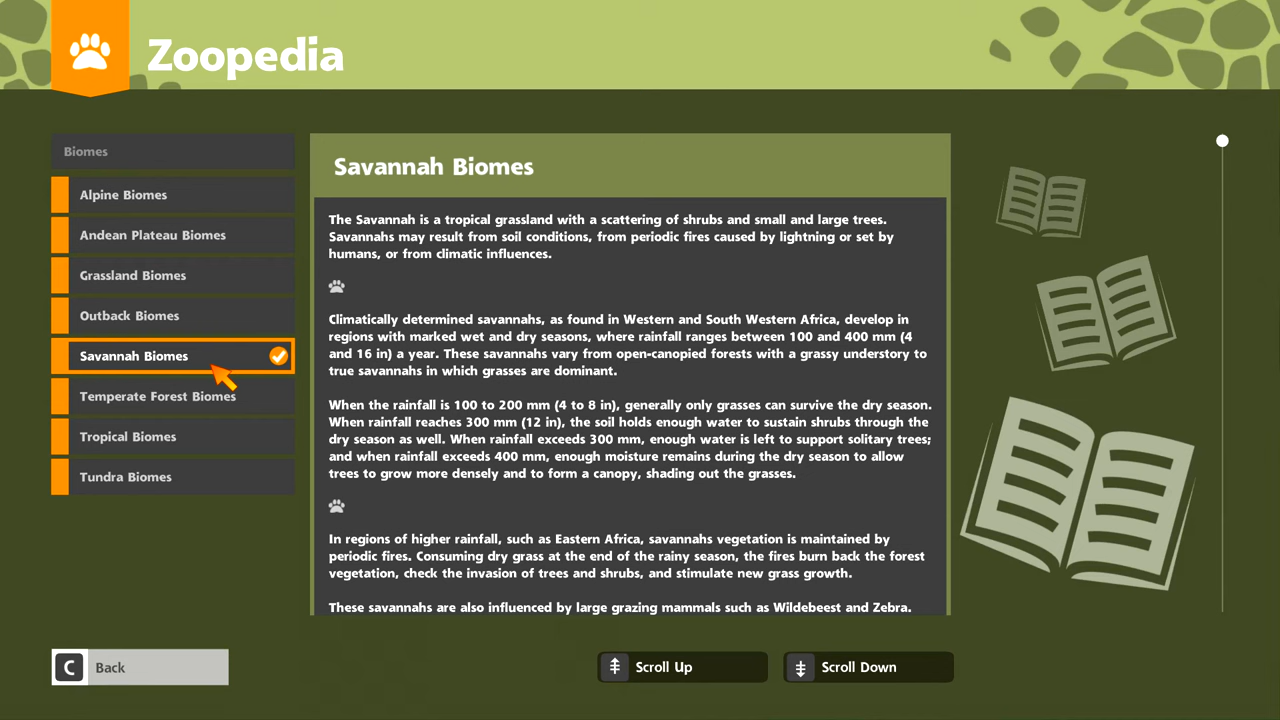 Zoopedia
Biomes
Alpine Biomes
Andean Plateau Biomes
Grassland Biomes
Outback Biomes
Savannah Biomes
Temperate Forest Biomes
Tropical Biomes
Tundra Biomes
Savannah Biomes
The Savannah is a tropical grassland with a scattering of shrubs and small and large trees.
Savannahs may result from soil conditions, from periodic fires caused by lightning or set by
humans, or from climatic influences.
Climatically determined savannahs, as found in Western and South Western Africa, develop in
regions with marked wet and dry seasons, where rainfall ranges between 100 and 400 mm (4
and 16 in) a year. These savannahs vary from open-canopied forests with a grassy understory to
true savannahs in which grasses are dominant.
When the rainfall is 100 to 200 mm (4 to 8 in), generally only grasses can survive the dry season.
When rainfall reaches 300 mm (12 in), the soil holds enough water to sustain shrubs through the
dry season as well. When rainfall exceeds 300 mm, enough water is left to support solitary trees;
and when rainfall exceeds 400 mm, enough moisture remains during the dry season to allow
trees to grow more densely and to form a canopy, shading out the grasses.
In regions of higher rainfall, such as Eastern Africa, savannahs vegetation is maintained by
periodic fires. Consuming dry grass at the end of the rainy season, the fires burn back the forest
vegetation, check the invasion of trees and shrubs, and stimulate new grass growth.
These savannahs are also influenced by large grazing mammals such as Wildebeest and Zebra.
C Back
Scroll Up
Scroll Down